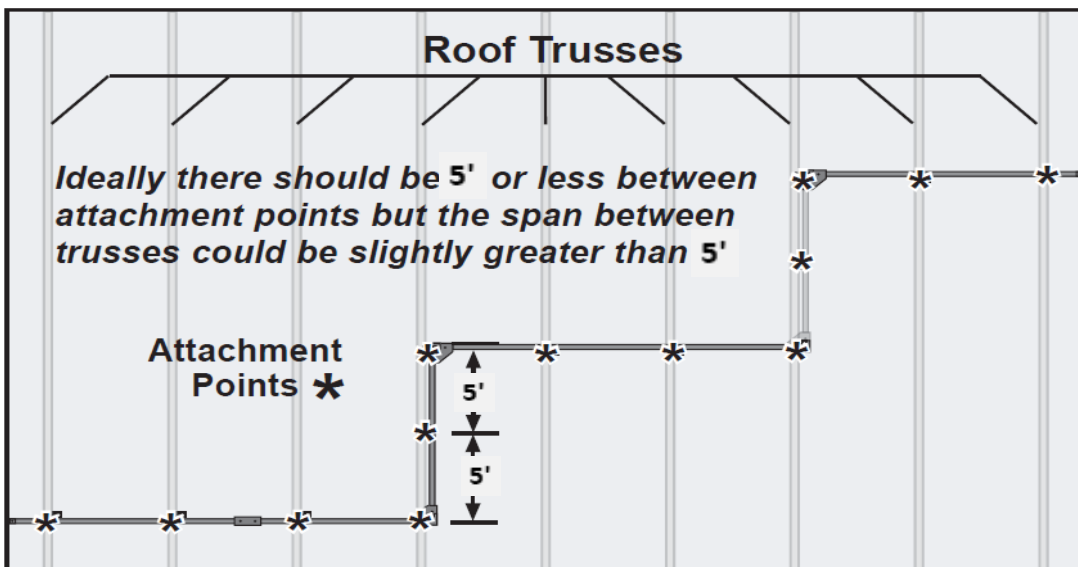 Roof Trusses
Ideally there should be 5' or less between
attachment points but the span between
trusses could be slightly greater than 5'
Attachment
Points *
5'
5'